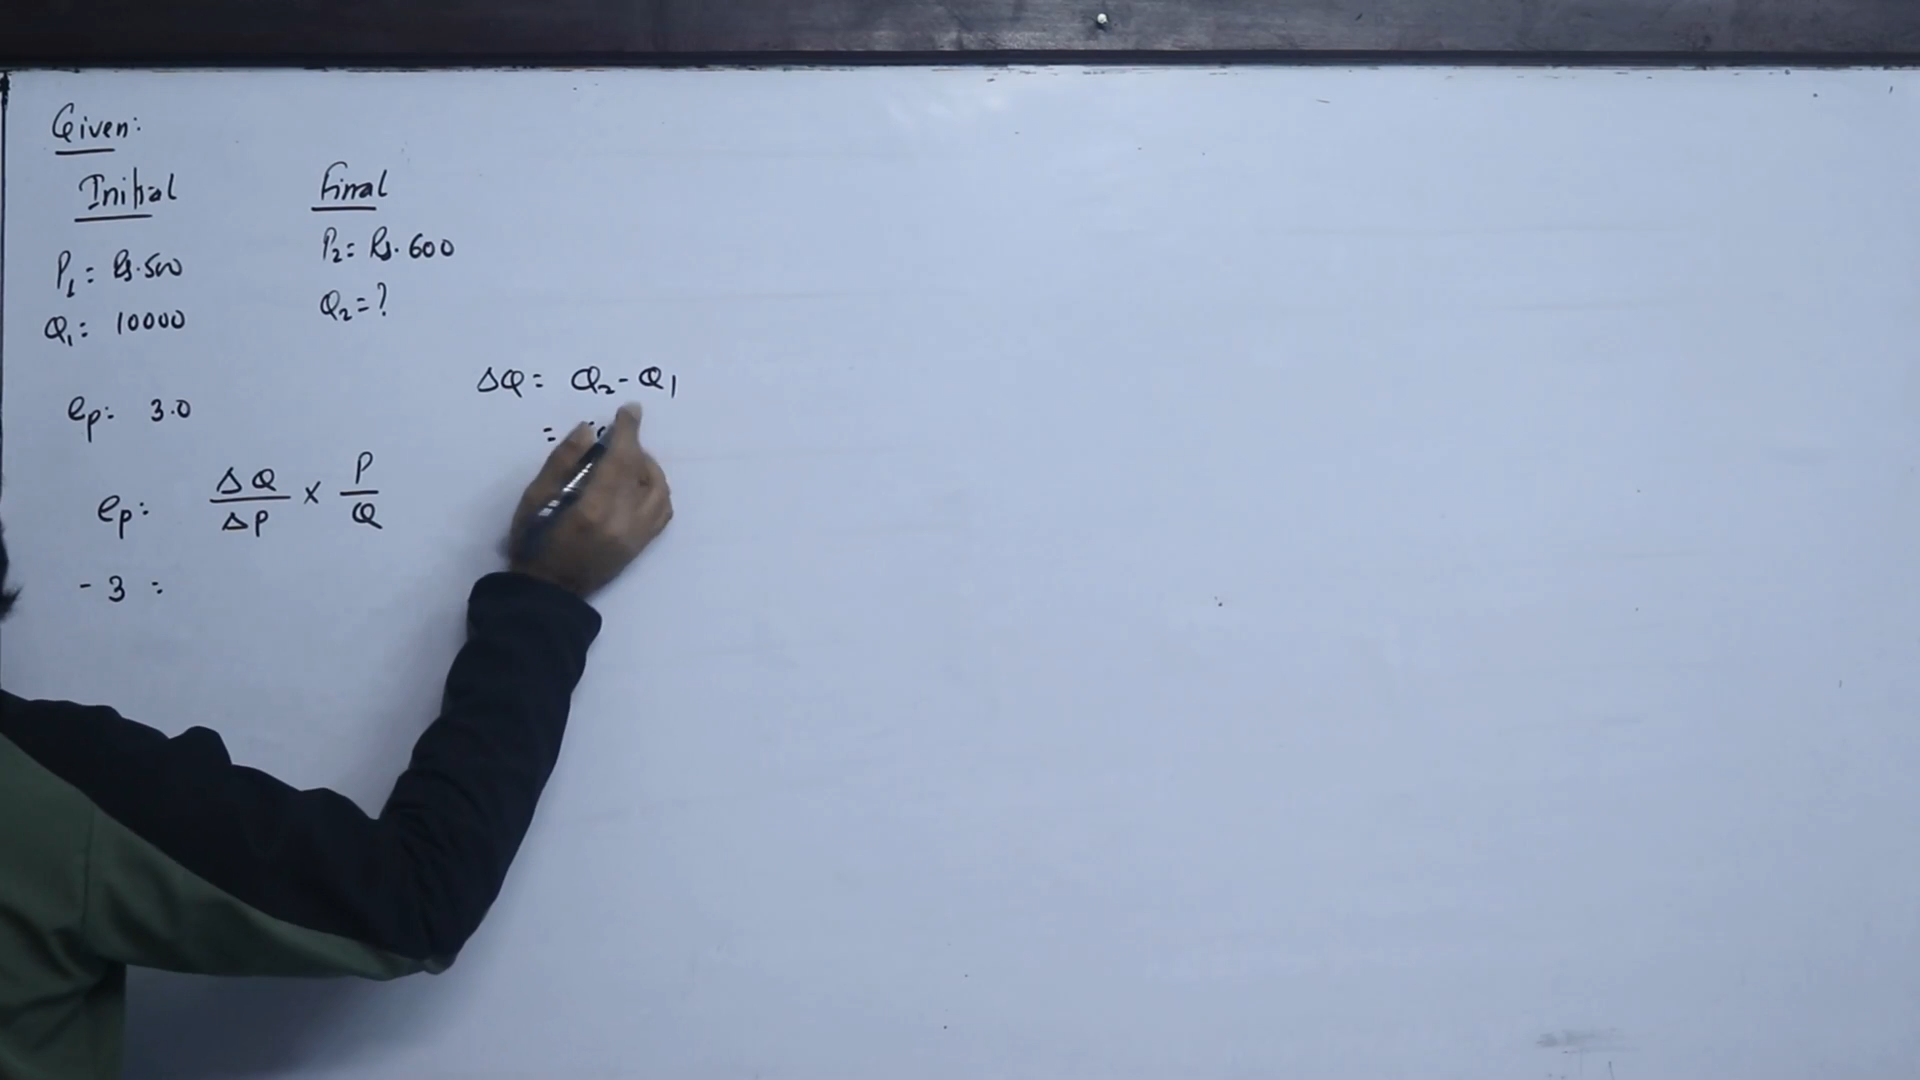 Given:
Initial
Final
P₁ = Rs. 500
P₂ = Rs. 600
Q₁ = 10000
Q₂ = ?
ΔQ = Q₂ - Q₁
=
eₚ: 3.0
eₚ: ΔQ/ΔP × P/Q
- 3 :